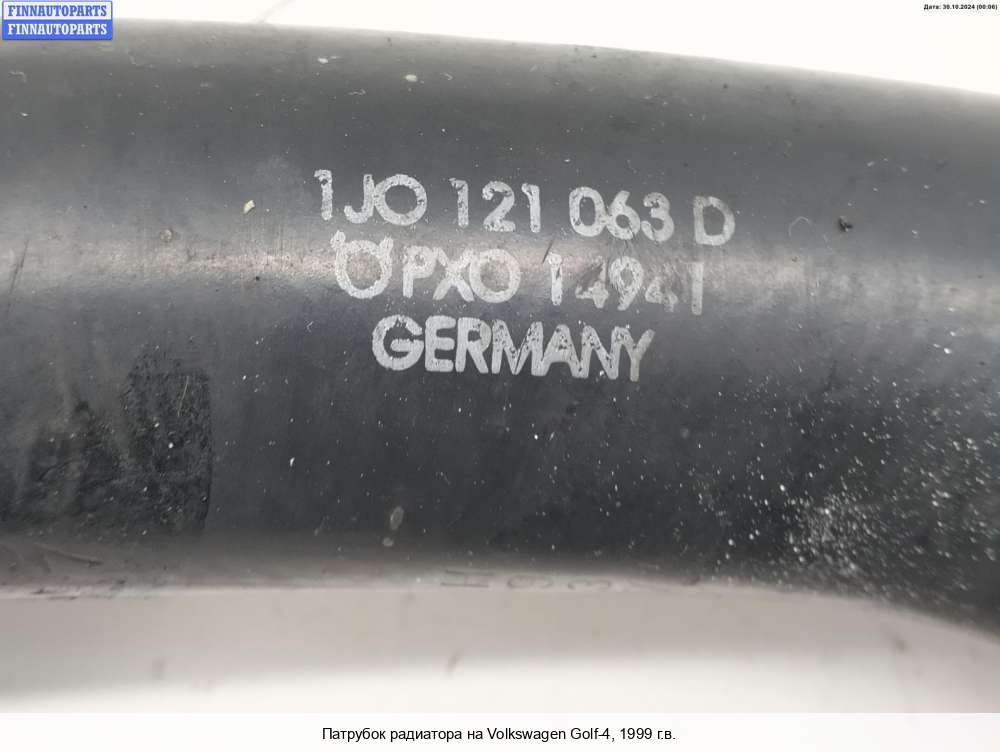 FINNAUTOPARTS
FINNAUTOPARTS
Дата: 30.10.2024 (00:06)
1J0 121 063 D
PXO 14941
GERMANY
Патрубок радиатора на Volkswagen Golf-4, 1999 г.в.